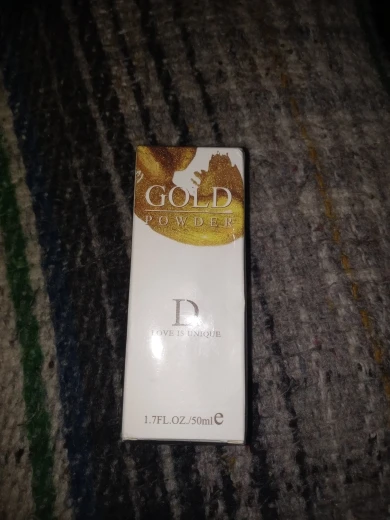 GOLD
POWDER
D
LOVE IS UNIQUE
1.7FL.OZ./50ml e